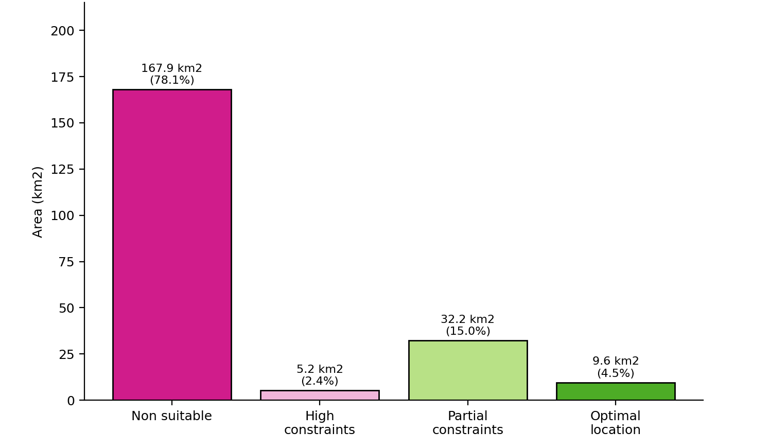 200
175
150
125
100
75
50
25
0
Area (km2)
167.9 km2
(78.1%)
5.2 km2
(2.4%)
32.2 km2
(15.0%)
9.6 km2
(4.5%)
Non suitable
High
constraints
Partial
constraints
Optimal
location